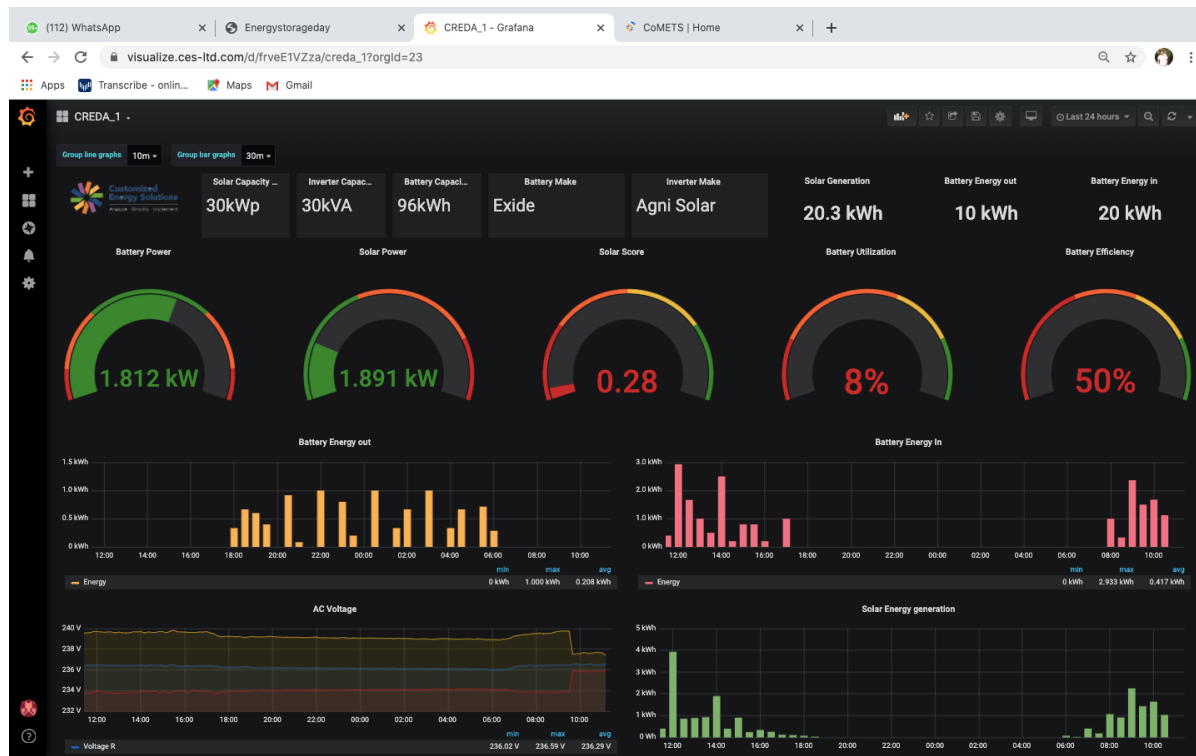 (112) WhatsApp
Energystorageday
CREDA_1 - Grafana
CoMETS | Home
visualize.ces-ltd.com/d/frveE1VZza/creda_1?orgId=23
Apps Transcribe - onlin... Maps Gmail
CREDA_1
Last 24 hours
Group line graphs 10m Group bar graphs 30m
Customized
Energy Solutions
Solar Capacity ...
30kWp
Inverter Capac...
30kVA
Battery Capaci...
96kWh
Battery Make
Exide
Inverter Make
Agni Solar
Solar Generation
20.3 kWh
Battery Energy out
10 kWh
Battery Energy in
20 kWh
Battery Power
1.812 kW
Solar Power
1.891 kW
Solar Score
0.28
Battery Utilization
8%
Battery Efficiency
50%
Battery Energy out
1.5 kWh
1.0 kWh
0.5 kWh
0 kWh
12:00 14:00 16:00 18:00 20:00 22:00 00:00 02:00 04:00 06:00 08:00 10:00
min max avg
Energy 0 kWh 1.000 kWh 0.208 kWh
Battery Energy In
3.0 kWh
2.0 kWh
1.0 kWh
0 kWh
12:00 14:00 16:00 18:00 20:00 22:00 00:00 02:00 04:00 06:00 08:00 10:00
min max avg
Energy 0 kWh 2.933 kWh 0.417 kWh
AC Voltage
240 V
238 V
236 V
234 V
232 V
12:00 14:00 16:00 18:00 20:00 22:00 00:00 02:00 04:00 06:00 08:00 10:00
min max avg
Voltage R 236.02 V 236.59 V 236.29 V
Solar Energy generation
5 kWh
4 kWh
3 kWh
2 kWh
1 kWh
0 Wh
12:00 14:00 16:00 18:00 20:00 22:00 00:00 02:00 04:00 06:00 08:00 10:00